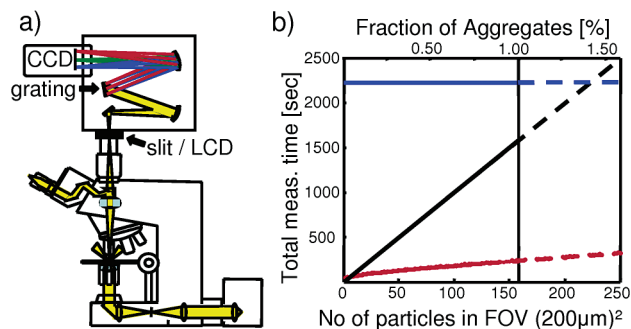 a)
CCD
grating
slit / LCD
b)
Fraction of Aggregates [%]
0.50 1.00 1.50
Total meas. time [sec]
2500
2000
1500
1000
500
0 50 100 150 200 250
No of particles in FOV (200µm)²